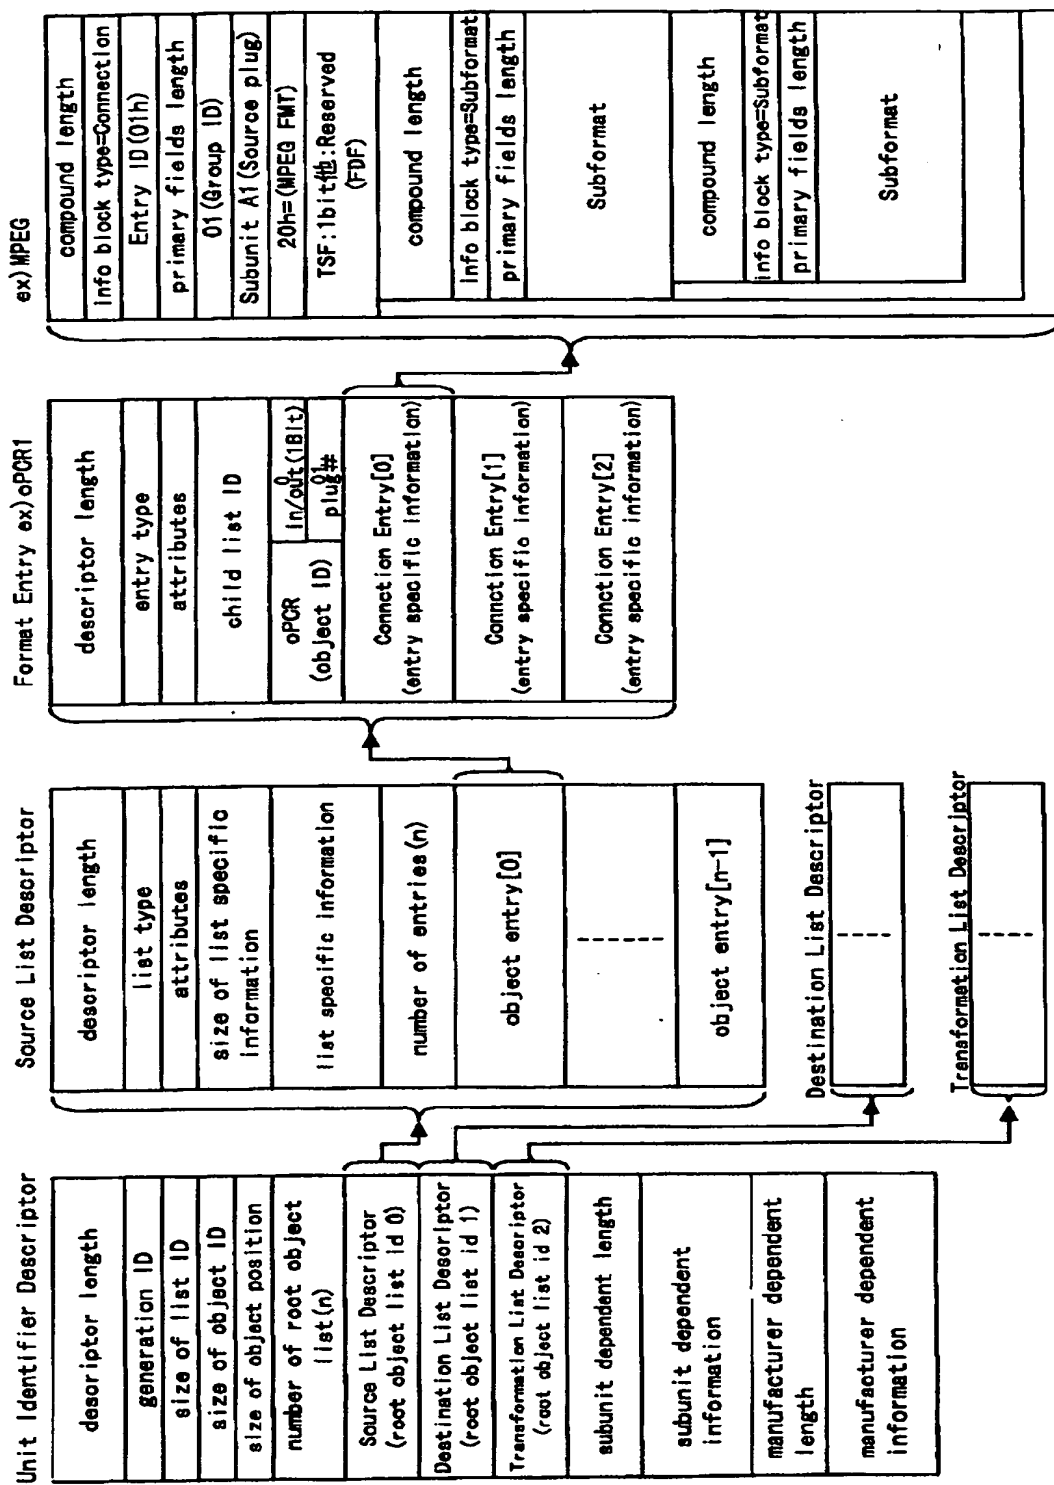 Unit Identifier Descriptor
descriptor length
generation ID
size of list ID
size of object ID
size of object position
number of root object
list(n)
Source List Descriptor
(root object list id 0)
Destination List Descriptor
(root object list id 1)
Transformation List Descriptor
(root object list id 2)
subunit dependent length
subunit dependent
information
manufacturer dependent
length
manufacturer dependent
information
Source List Descriptor
descriptor length
list type
attributes
size of list specific
information
list specific information
number of entries(n)
object entry[0]
object entry[n-1]
Destination List Descriptor
Transformation List Descriptor
Format Entry ex)oPCR1
descriptor length
entry type
attributes
child list ID
oPCR
(object ID)
0
In/out(1Bit)
01
plug#
Connction Entry[0]
(entry specific information)
Connction Entry[1]
(entry specific information)
Connction Entry[2]
(entry specific information)
ex)MPEG
compound length
info block type=Connection
Entry ID(01h)
primary fields length
01(Group ID)
Subunit A1(Source plug)
20h=(MPEG FMT)
TSF:1bit他:Reserved
(FDF)
compound length
info block type=Subformat
primary fields length
Subformat
compound length
info block type=Subformat
primary fields length
Subformat